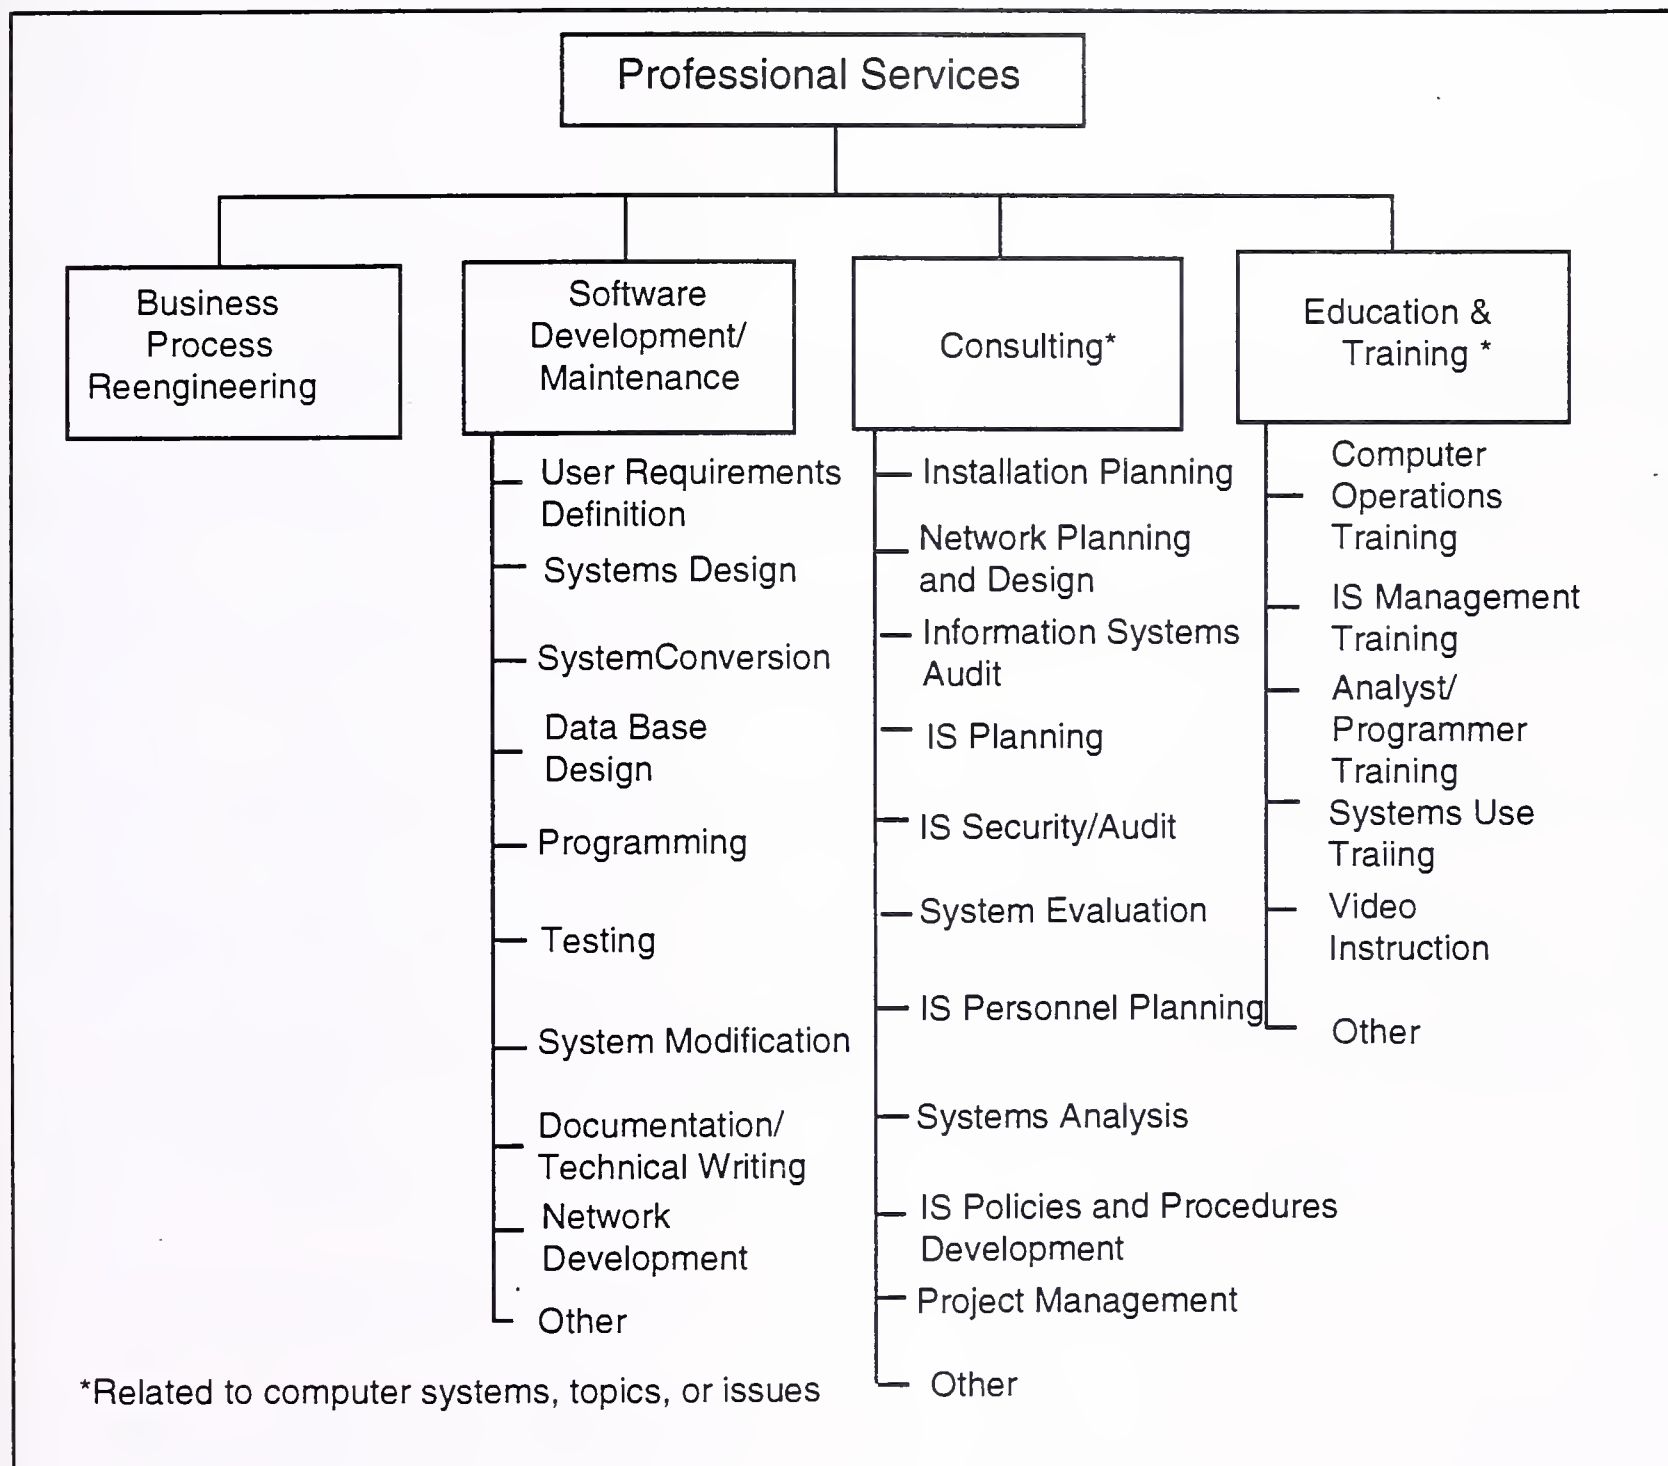 Professional Services
Business
Process
Reengineering
Software
Development/
Maintenance
Consulting*
Education &
Training *
User Requirements
Definition
Systems Design
SystemConversion
Data Base
Design
Programming
Testing
System Modification
Documentation/
Technical Writing
Network
Development
Other
Installation Planning
Network Planning
and Design
Information Systems
Audit
IS Planning
IS Security/Audit
System Evaluation
IS Personnel Planning
Systems Analysis
IS Policies and Procedures
Development
Project Management
Other
Computer
Operations
Training
IS Management
Training
Analyst/
Programmer
Training
Systems Use
Traiing
Video
Instruction
Other
*Related to computer systems, topics, or issues